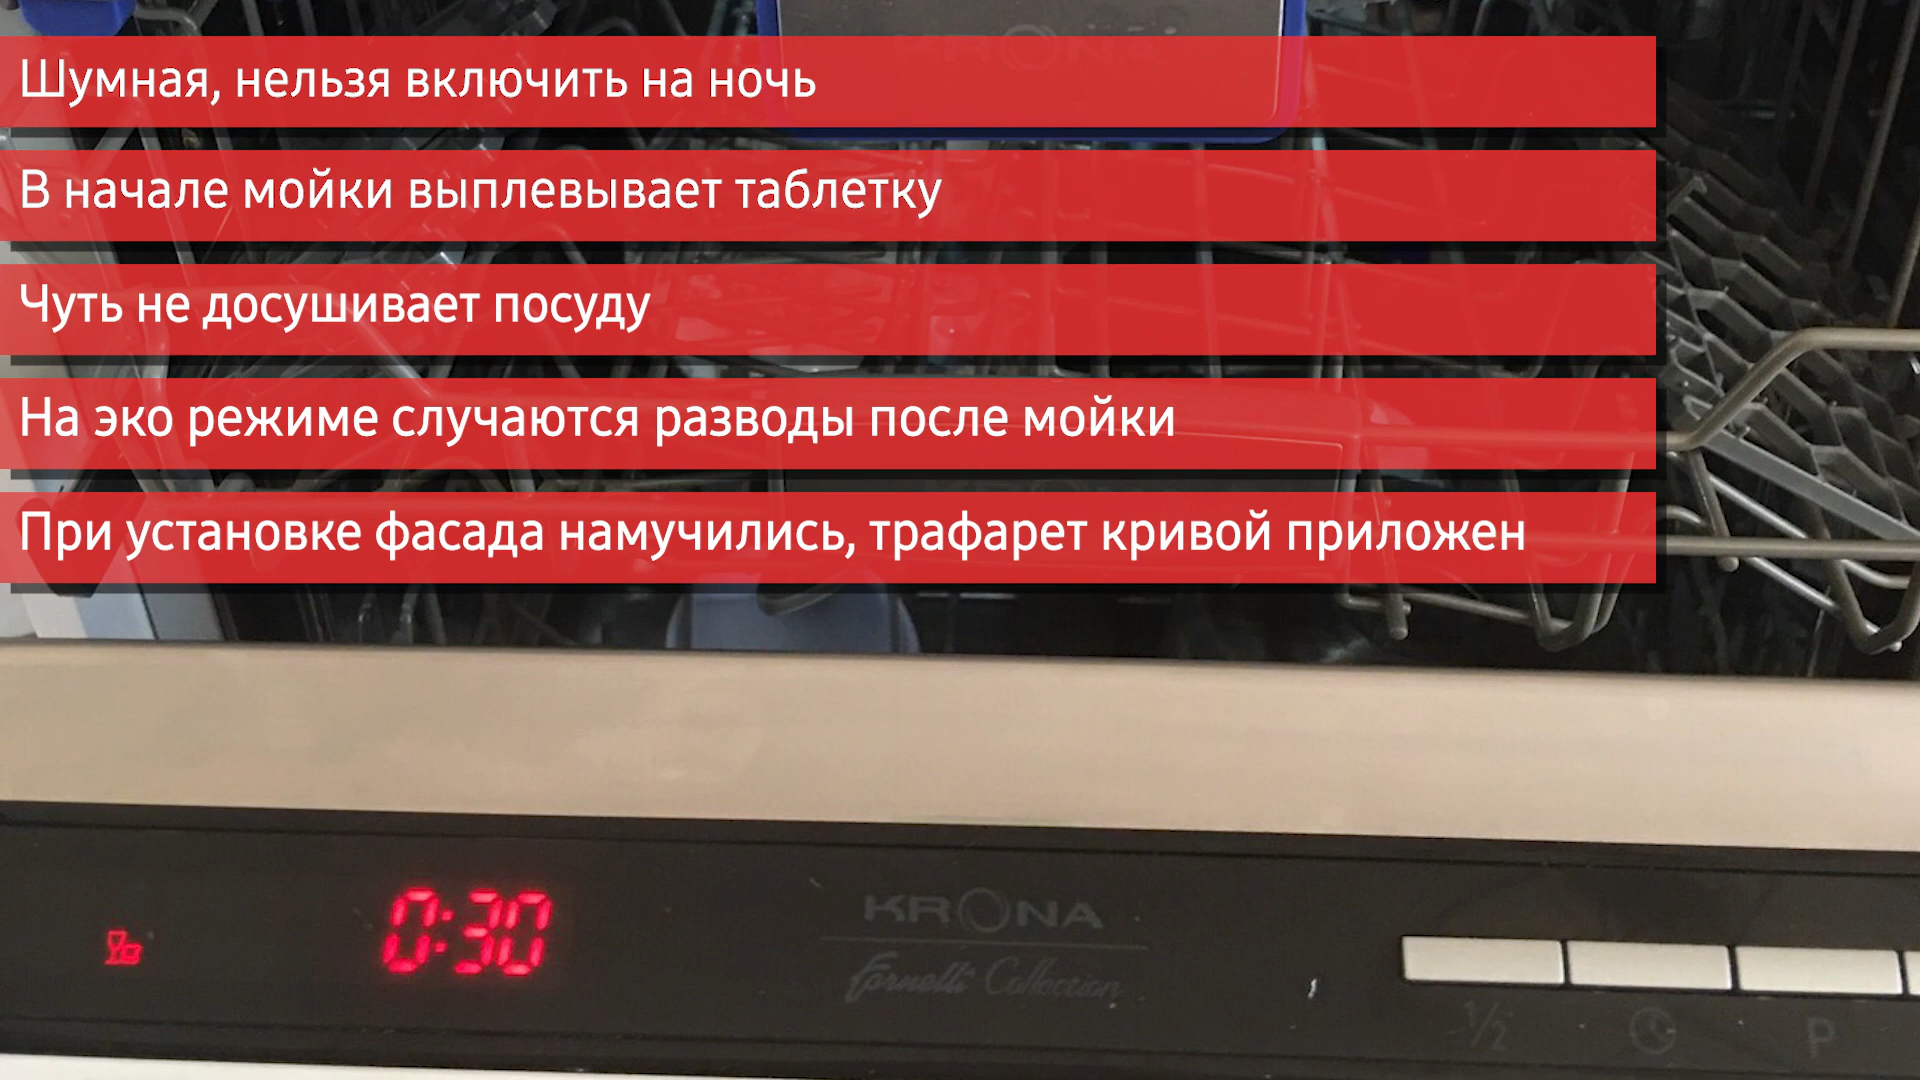 KRONA
Шумная, нельзя включить на ночь
В начале мойки выплевывает таблетку
Чуть не досушивает посуду
На эко режиме случаются разводы после мойки
При установке фасада намучились, трафарет кривой приложен
0:30
KRONA
Fornelli Collection
1/2
P